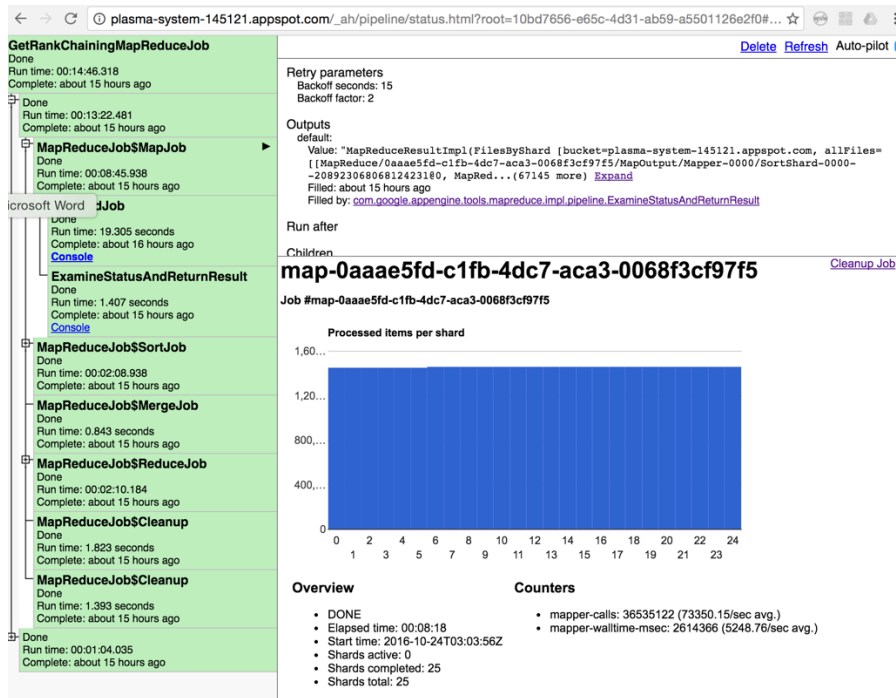 plasma-system-145121.appspot.com/_ah/pipeline/status.html?root=10bd7656-e65c-4d31-ab59-a5501126e2f0#...
GetRankChainingMapReduceJob
Done
Run time: 00:14:46.318
Complete: about 15 hours ago
Done
Run time: 00:13:22.481
Complete: about 15 hours ago
MapReduceJob$MapJob
Done
Run time: 00:08:45.938
Complete: about 15 hours ago
icrosoft Word
dJob
Done
Run time: 19.305 seconds
Complete: about 16 hours ago
Console
ExamineStatusAndReturnResult
Done
Run time: 1.407 seconds
Complete: about 15 hours ago
Console
MapReduceJob$SortJob
Done
Run time: 00:02:08.938
Complete: about 15 hours ago
MapReduceJob$MergeJob
Done
Run time: 0.843 seconds
Complete: about 15 hours ago
MapReduceJob$ReduceJob
Done
Run time: 00:02:10.184
Complete: about 15 hours ago
MapReduceJob$Cleanup
Done
Run time: 1.823 seconds
Complete: about 15 hours ago
MapReduceJob$Cleanup
Done
Run time: 1.393 seconds
Complete: about 15 hours ago
Done
Run time: 00:01:04.035
Complete: about 15 hours ago
Delete Refresh Auto-pilot
Retry parameters
Backoff seconds: 15
Backoff factor: 2
Outputs
default:
Value: "MapReduceResultImpl(FilesByShard [bucket=plasma-system-145121.appspot.com, allFiles=
[[MapReduce/0aaae5fd-c1fb-4dc7-aca3-0068f3cf97f5/MapOutput/Mapper-0000/SortShard-0000-
-2089230680681242310@0, MapRed...(67145 more) Expand
Filled: about 15 hours ago
Filled by: com.google.appengine.tools.mapreduce.impl.pipeline.ExamineStatusAndReturnResult
Run after
Children
map-0aaae5fd-c1fb-4dc7-aca3-0068f3cf97f5
Cleanup Job
Job #map-0aaae5fd-c1fb-4dc7-aca3-0068f3cf97f5
Processed items per shard
1,60...
1,20...
800,...
400,...
0
0 2 4 6 8 10 12 14 16 18 20 22 24
1 3 5 7 9 11 13 15 17 19 21 23
Overview
DONE
Elapsed time: 00:08:18
Start time: 2016-10-24T03:03:56Z
Shards active: 0
Shards completed: 25
Shards total: 25
Counters
mapper-calls: 36535122 (73350.15/sec avg.)
mapper-walltime-msec: 2614366 (5248.76/sec avg.)